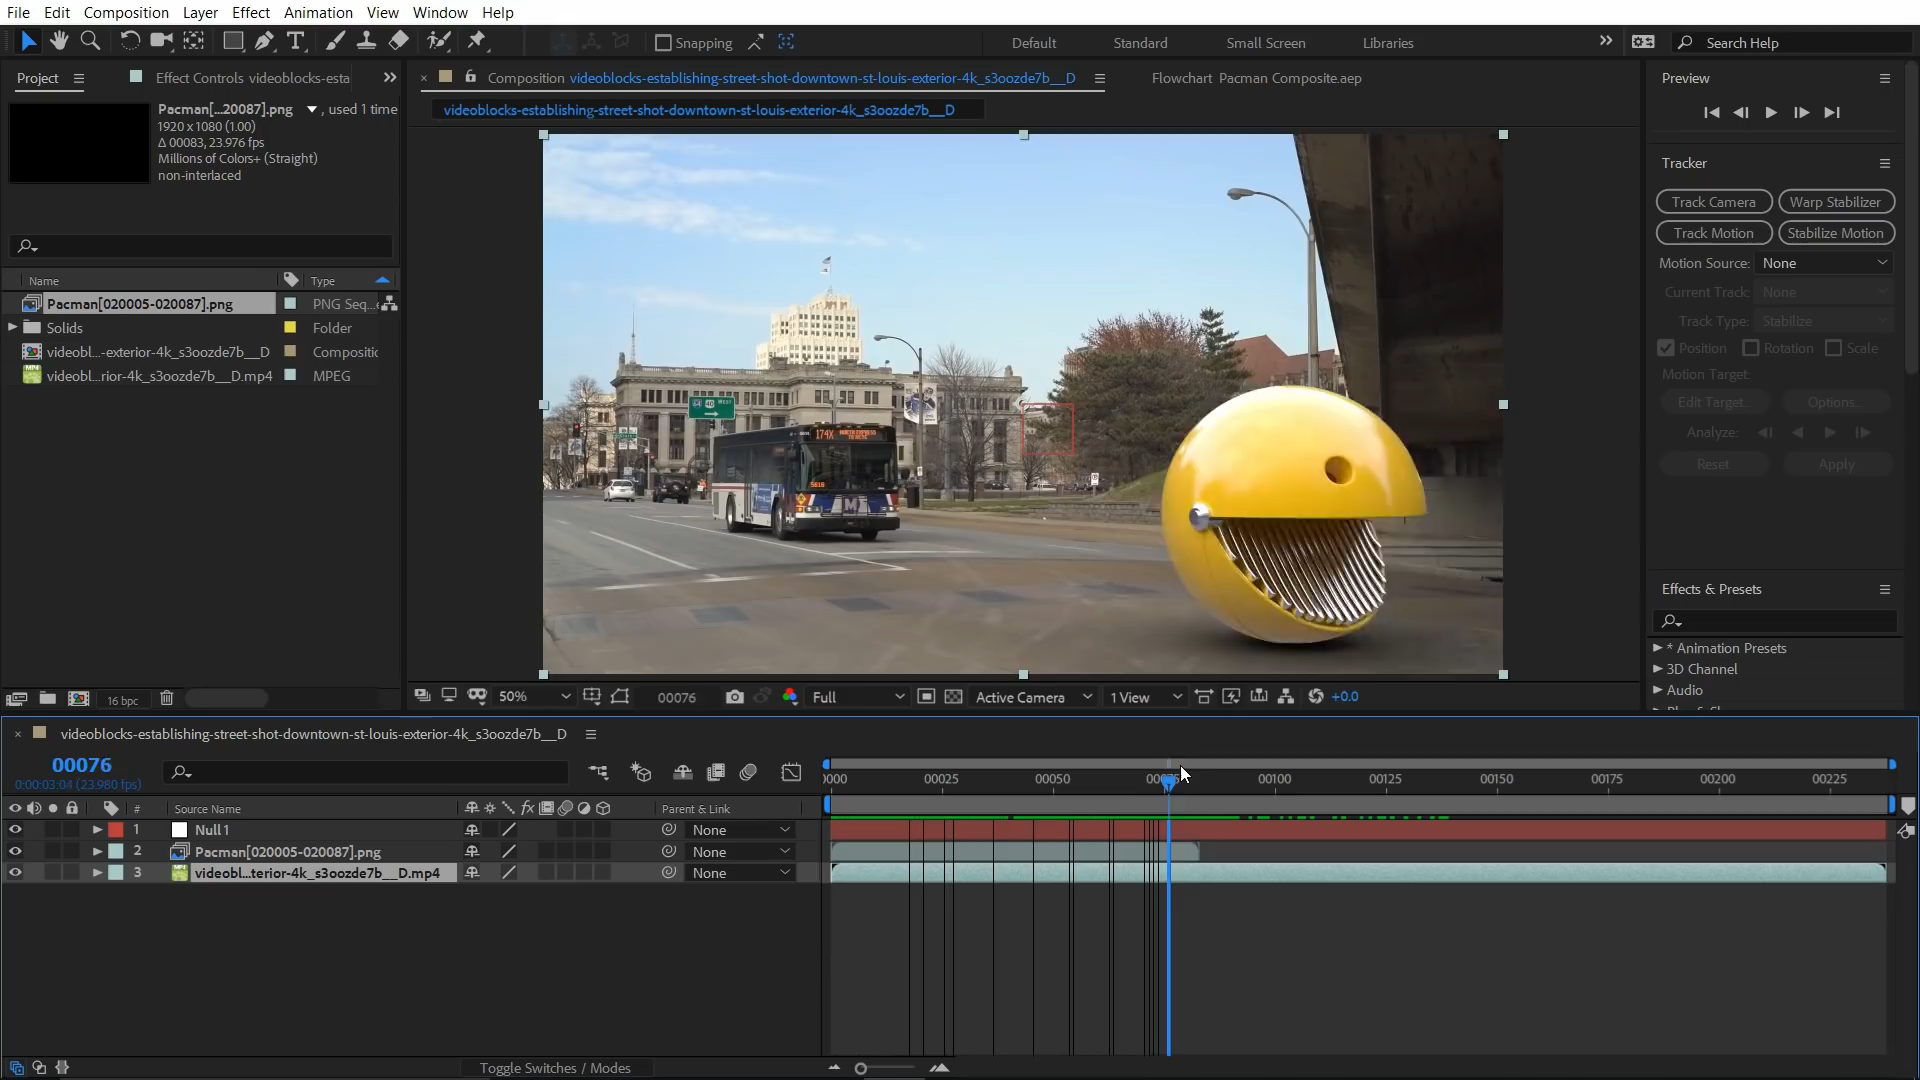 File Edit Composition Layer Effect Animation View Window Help
Snapping Default Standard Small Screen Libraries Search Help
Project Effect Controls videoblocks-esta
Composition videoblocks-establishing-street-shot-downtown-st-louis-exterior-4k_s3oozde7b__D Flowchart Pacman Composite.aep
videoblocks-establishing-street-shot-downtown-st-louis-exterior-4k_s3oozde7b__D
Pacman[...20087].png , used 1 time
1920 x 1080 (1.00)
Δ 00083, 23.976 fps
Millions of Colors+ (Straight)
non-interlaced
Name Type
Pacman[020005-020087].png PNG Seq...
Solids Folder
videobl...-exterior-4k_s3oozde7b__D Compositic
videobl...rior-4k_s3oozde7b__D.mp4 MPEG
16 bpc
40 WEST
174X NORTH EXPRESS
5616
M
50% 00076 Full Active Camera 1 View +0.0
Preview
Tracker
Track Camera Warp Stabilizer
Track Motion Stabilize Motion
Motion Source: None
Current Track: None
Track Type: Stabilize
Position Rotation Scale
Motion Target:
Edit Target... Options...
Analyze:
Reset Apply
Effects & Presets
* Animation Presets
3D Channel
Audio
videoblocks-establishing-street-shot-downtown-st-louis-exterior-4k_s3oozde7b__D
00076
0:00:03:04 (23.980 fps)
0000 00025 00050 00075 00100 00125 00150 00175 00200 00225
# Source Name fx Parent & Link
1 Null 1 None
2 Pacman[020005-020087].png None
3 videobl...terior-4k_s3oozde7b__D.mp4 None
Toggle Switches / Modes